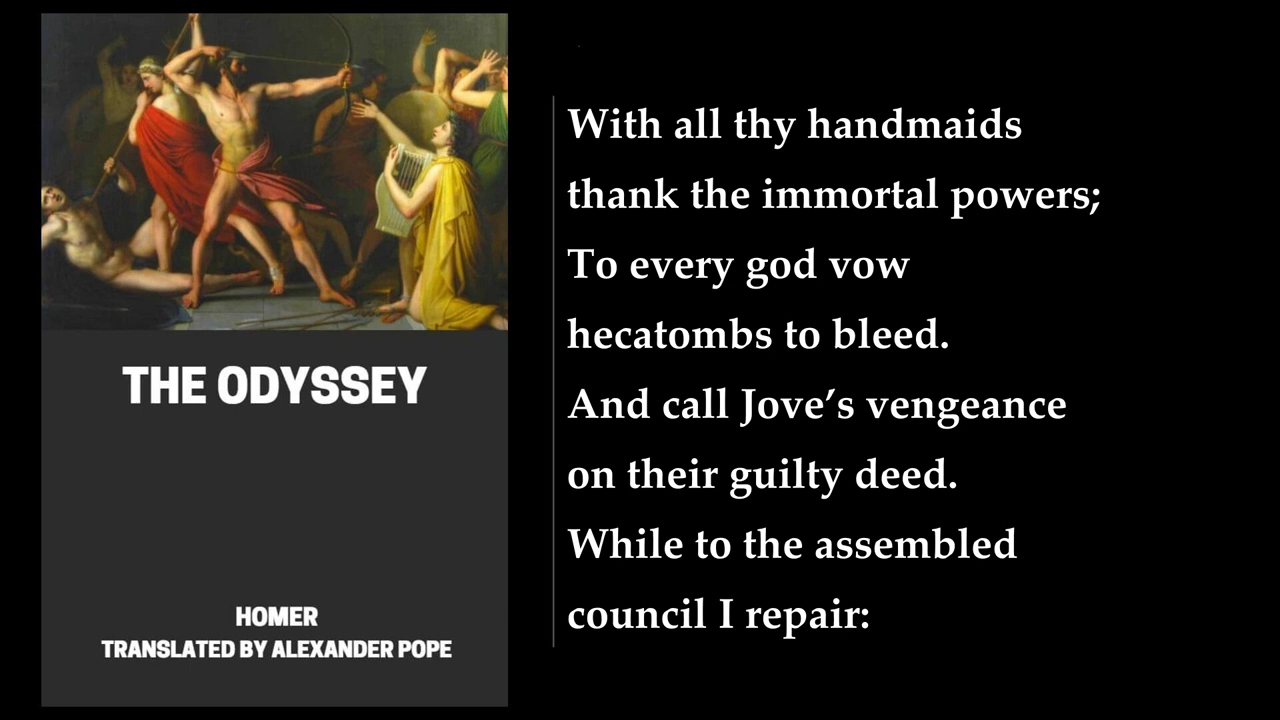 THE ODYSSEY
HOMER
TRANSLATED BY ALEXANDER POPE
With all thy handmaids
thank the immortal powers;
To every god vow
hecatombs to bleed.
And call Jove’s vengeance
on their guilty deed.
While to the assembled
council I repair: